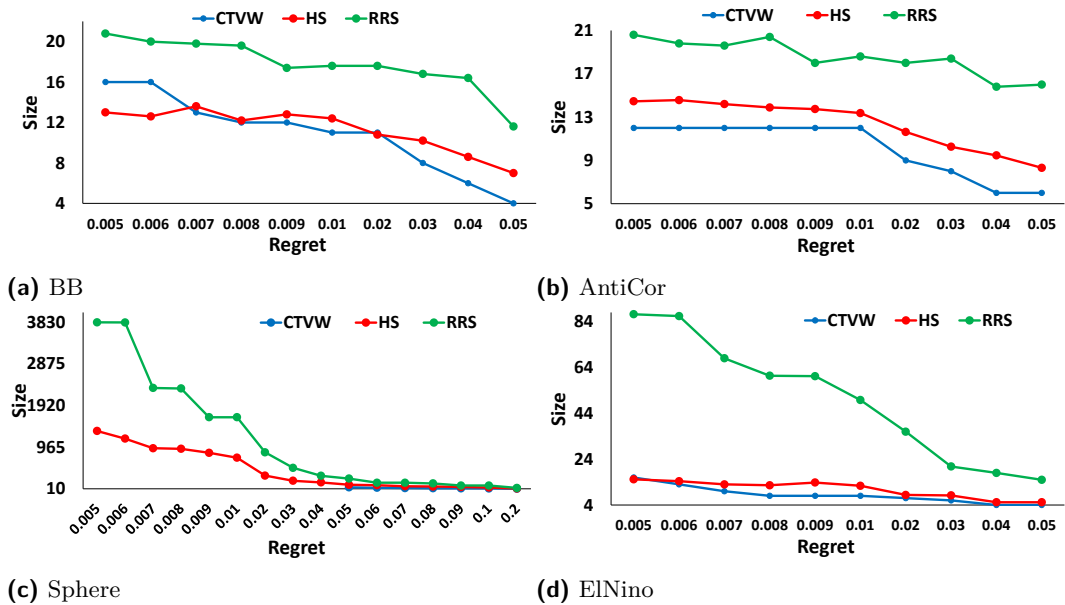 CTVW HS RRS
Size
20
16
12
8
4
0.005 0.006 0.007 0.008 0.009 0.01 0.02 0.03 0.04 0.05
Regret
(a) BB
CTVW HS RRS
Size
21
17
13
9
5
0.005 0.006 0.007 0.008 0.009 0.01 0.02 0.03 0.04 0.05
Regret
(b) AntiCor
CTVW HS RRS
Size
3830
2875
1920
965
10
0.005 0.006 0.007 0.008 0.009 0.01 0.02 0.03 0.04 0.05 0.06 0.07 0.08 0.09 0.1 0.2
Regret
(c) Sphere
CTVW HS RRS
Size
84
64
44
24
4
0.005 0.006 0.007 0.008 0.009 0.01 0.02 0.03 0.04 0.05
Regret
(d) ElNino